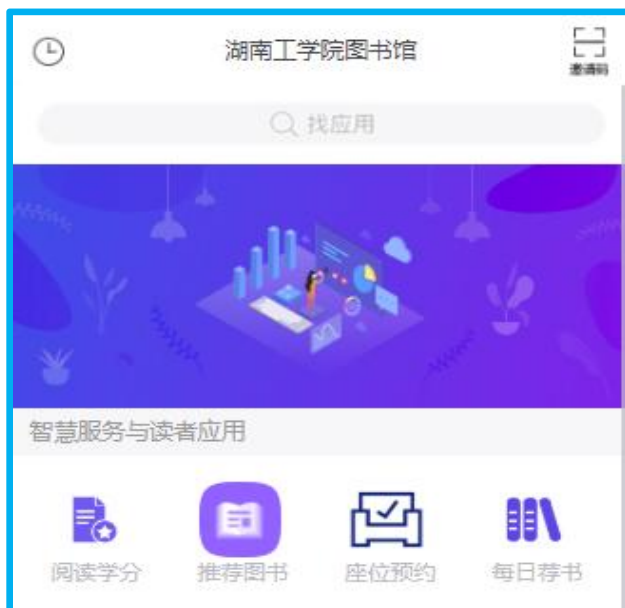 湖南工学院图书馆
邀请码
找应用
智慧服务与读者应用
阅读学分 推荐图书 座位预约 每日荐书